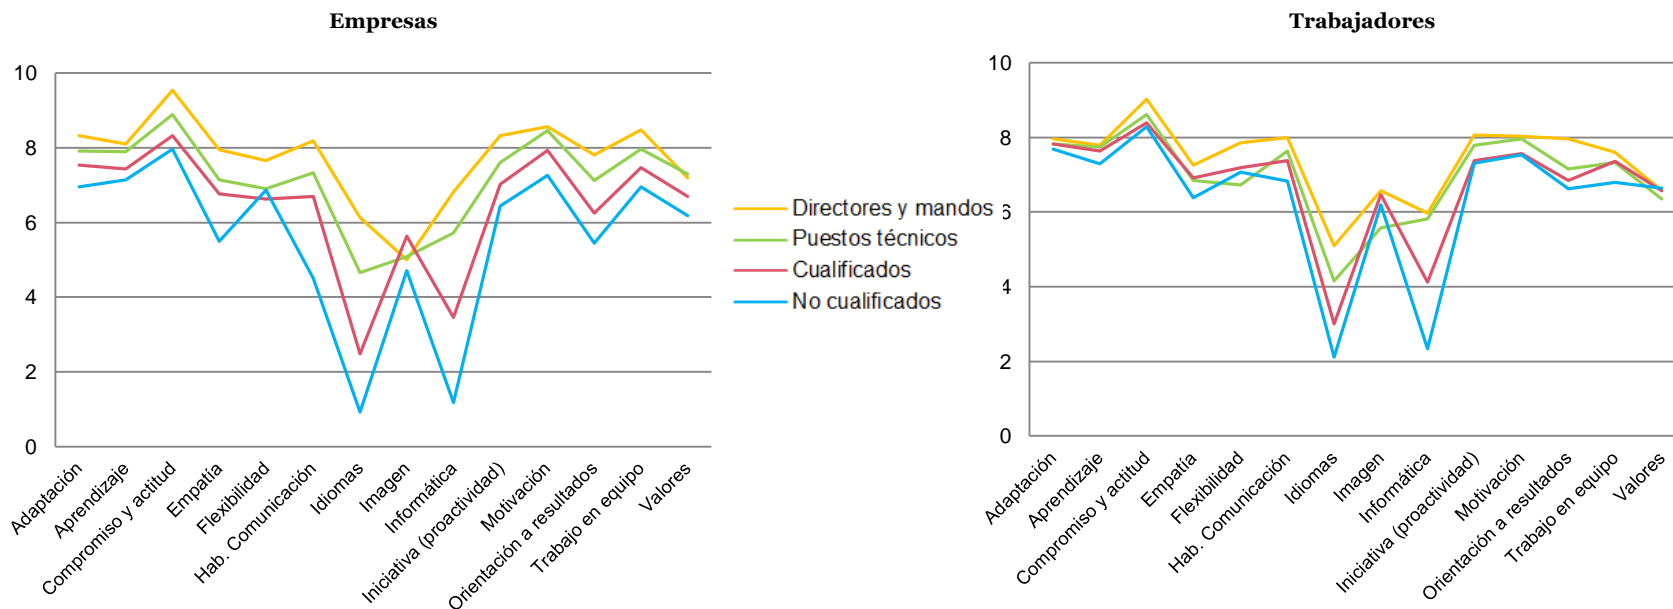 Empresas
10
8
6
4
2
0
Adaptación
Aprendizaje
Compromiso y actitud
Empatía
Flexibilidad
Hab. Comunicación
Idiomas
Imagen
Informática
Iniciativa (proactividad)
Motivación
Orientación a resultados
Trabajo en equipo
Valores
Directores y mandos
Puestos técnicos
Cualificados
No cualificados
Trabajadores
10
8
6
4
2
0
Adaptación
Aprendizaje
Compromiso y actitud
Empatía
Flexibilidad
Hab. Comunicación
Idiomas
Imagen
Informática
Iniciativa (proactividad)
Motivación
Orientación a resultados
Trabajo en equipo
Valores